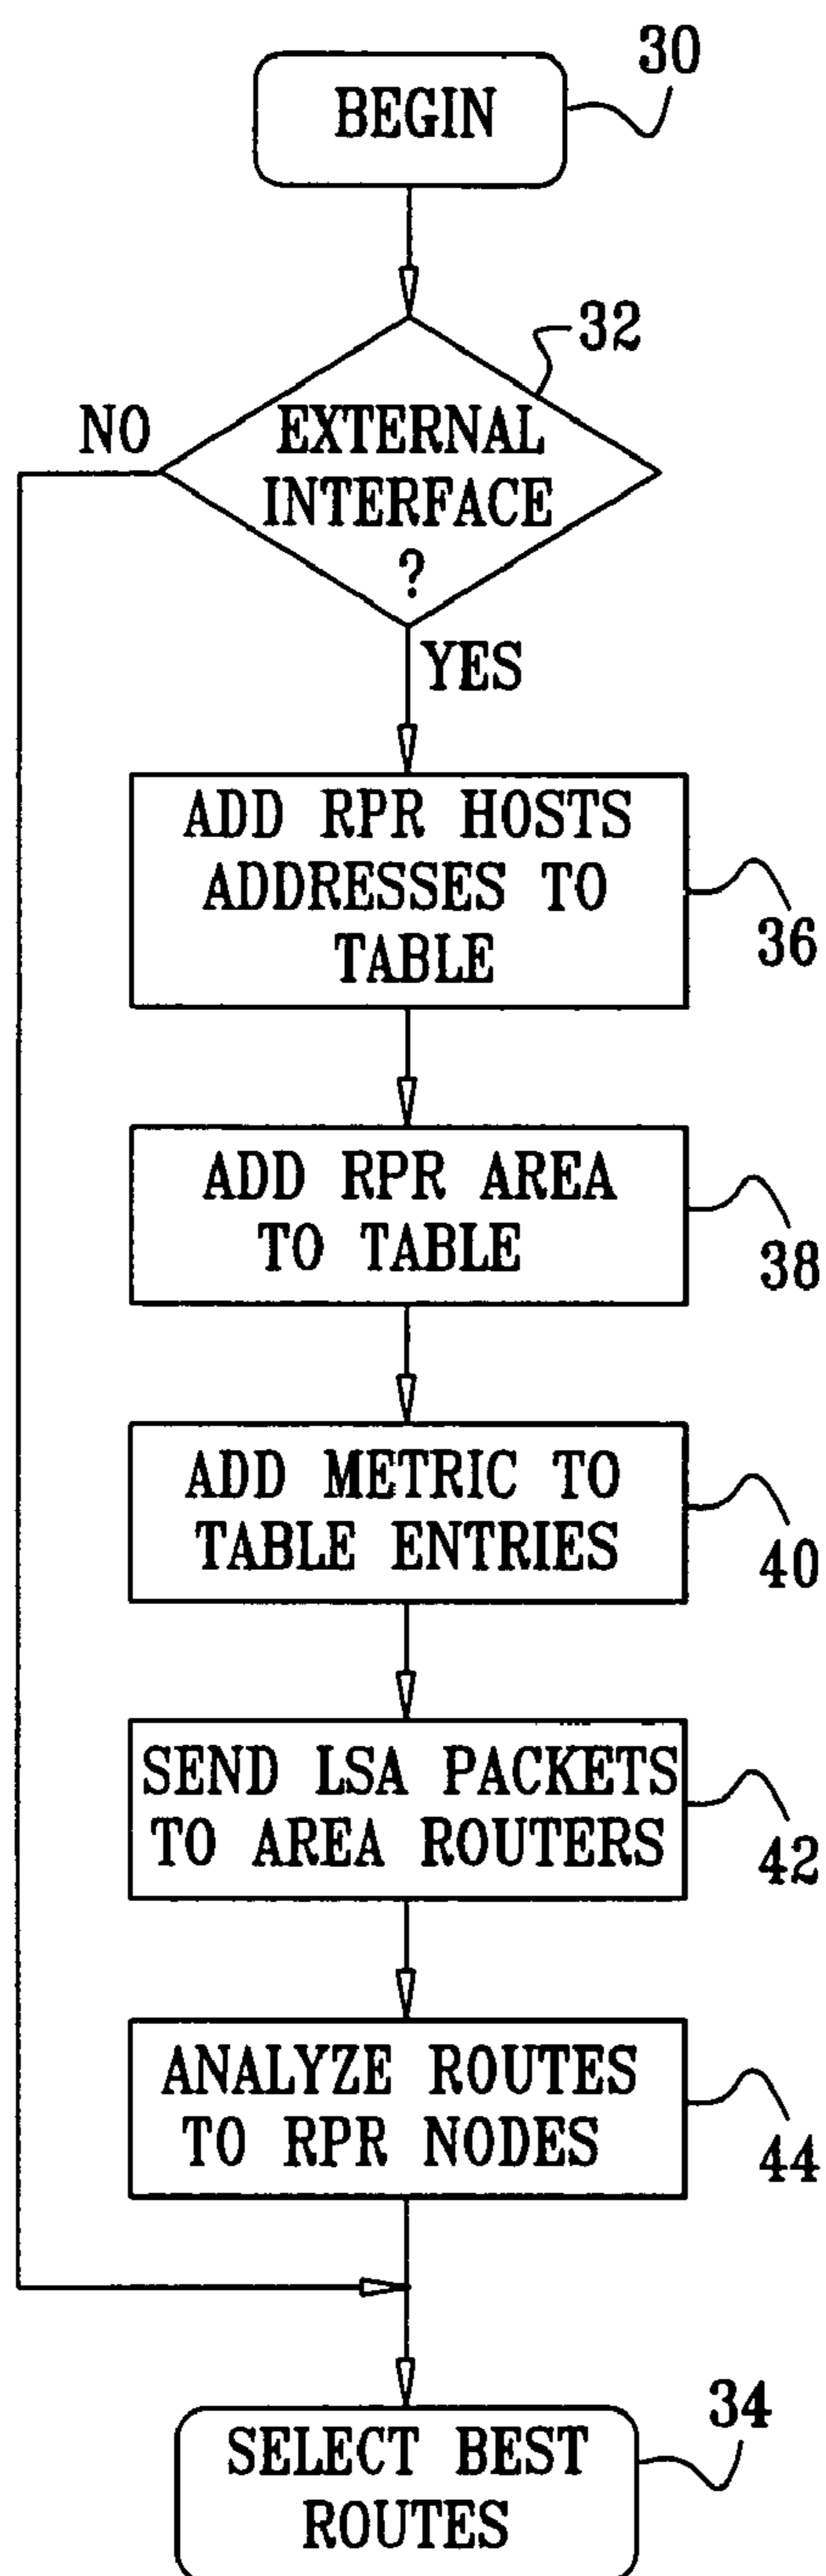 BEGIN
30
32
NO
EXTERNAL
INTERFACE
?
YES
ADD RPR HOSTS
ADDRESSES TO
TABLE
36
ADD RPR AREA
TO TABLE
38
ADD METRIC TO
TABLE ENTRIES
40
SEND LSA PACKETS
TO AREA ROUTERS
42
ANALYZE ROUTES
TO RPR NODES
44
34
SELECT BEST
ROUTES